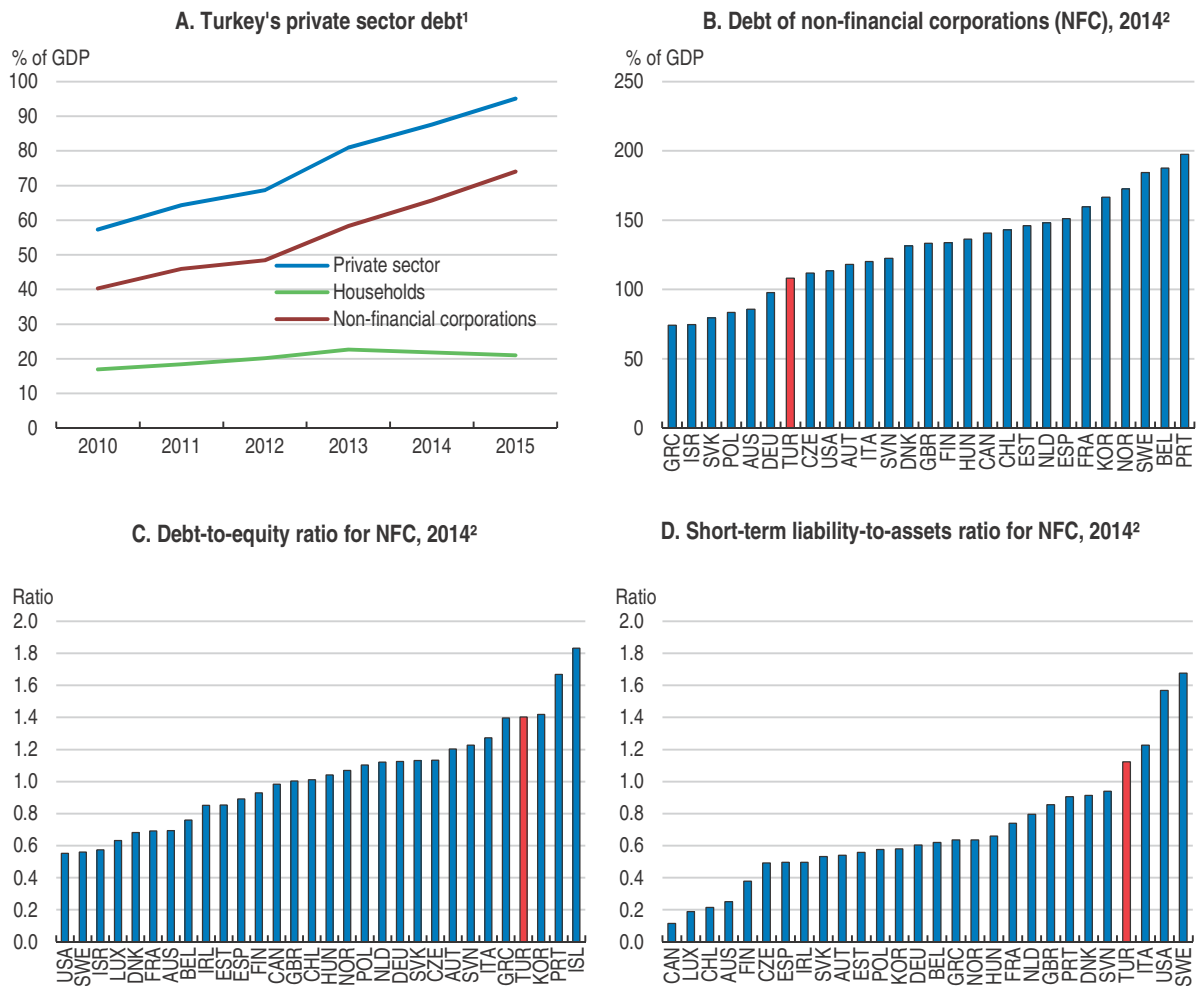 A. Turkey's private sector debt¹
% of GDP
100
90
80
70
60
50
40
30
20
10
0
Private sector
Households
Non-financial corporations
2010 2011 2012 2013 2014 2015
B. Debt of non-financial corporations (NFC), 2014²
% of GDP
250
200
150
100
50
0
GRC ISR SVK POL AUS DEU TUR CZE USA AUT ITA SVN DNK GBR FIN HUN CAN CHL EST NLD ESP FRA KOR NOR SWE BEL PRT
C. Debt-to-equity ratio for NFC, 2014²
Ratio
2.0
1.8
1.6
1.4
1.2
1.0
0.8
0.6
0.4
0.2
0.0
USA SWE ISR LUX DNK FRA AUS BEL IRL EST ESP FIN CAN GBR CHL HUN NOR POL NLD DEU SVK CZE AUT SVN ITA GRC TUR KOR PRT ISL
D. Short-term liability-to-assets ratio for NFC, 2014²
Ratio
2.0
1.8
1.6
1.4
1.2
1.0
0.8
0.6
0.4
0.2
0.0
CAN LUX CHL AUS FIN CZE ESP IRL SVK AUT EST POL KOR DEU BEL GRC NOR HUN FRA NLD GBR PRT DNK SVN TUR ITA USA SWE